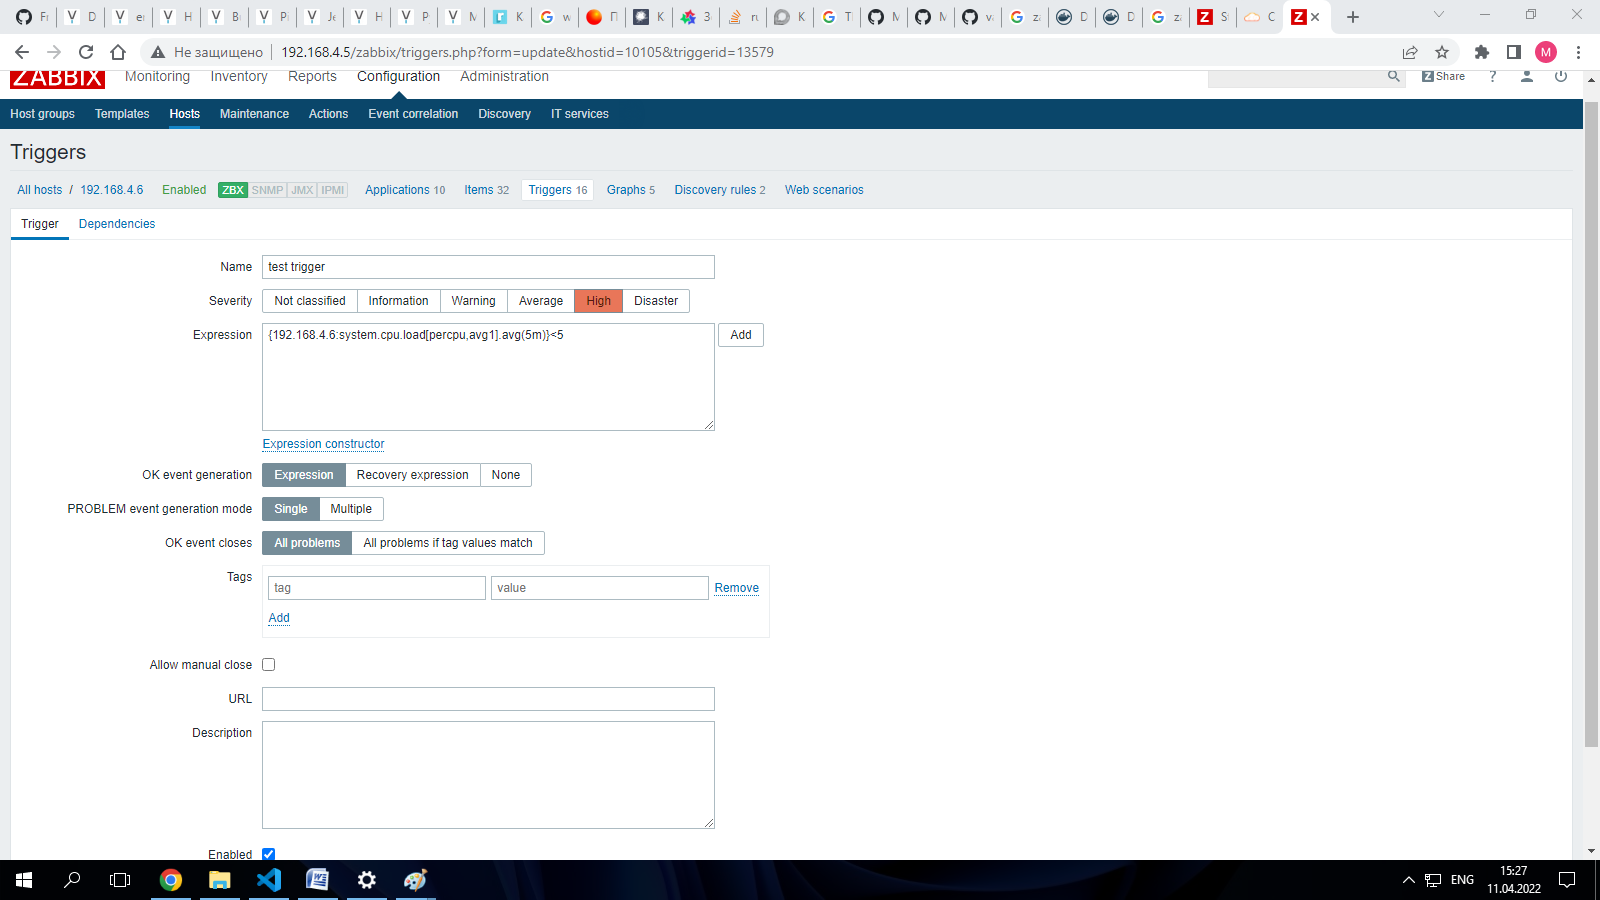 Не защищено 192.168.4.5/zabbix/triggers.php?form=update&hostid=10105&triggerid=13579
M
ZABBIX Monitoring Inventory Reports Configuration Administration Z Share ?
Host groups Templates Hosts Maintenance Actions Event correlation Discovery IT services
Triggers
All hosts / 192.168.4.6 Enabled ZBX SNMP JMX IPMI Applications 10 Items 32 Triggers 16 Graphs 5 Discovery rules 2 Web scenarios
Trigger Dependencies
Name test trigger
Severity Not classified Information Warning Average High Disaster
Expression {192.168.4.6:system.cpu.load[percpu,avg1].avg(5m)}<5 Add
Expression constructor
OK event generation Expression Recovery expression None
PROBLEM event generation mode Single Multiple
OK event closes All problems All problems if tag values match
Tags tag value Remove
Add
Allow manual close
URL
Description
Enabled
ENG 15:27
11.04.2022